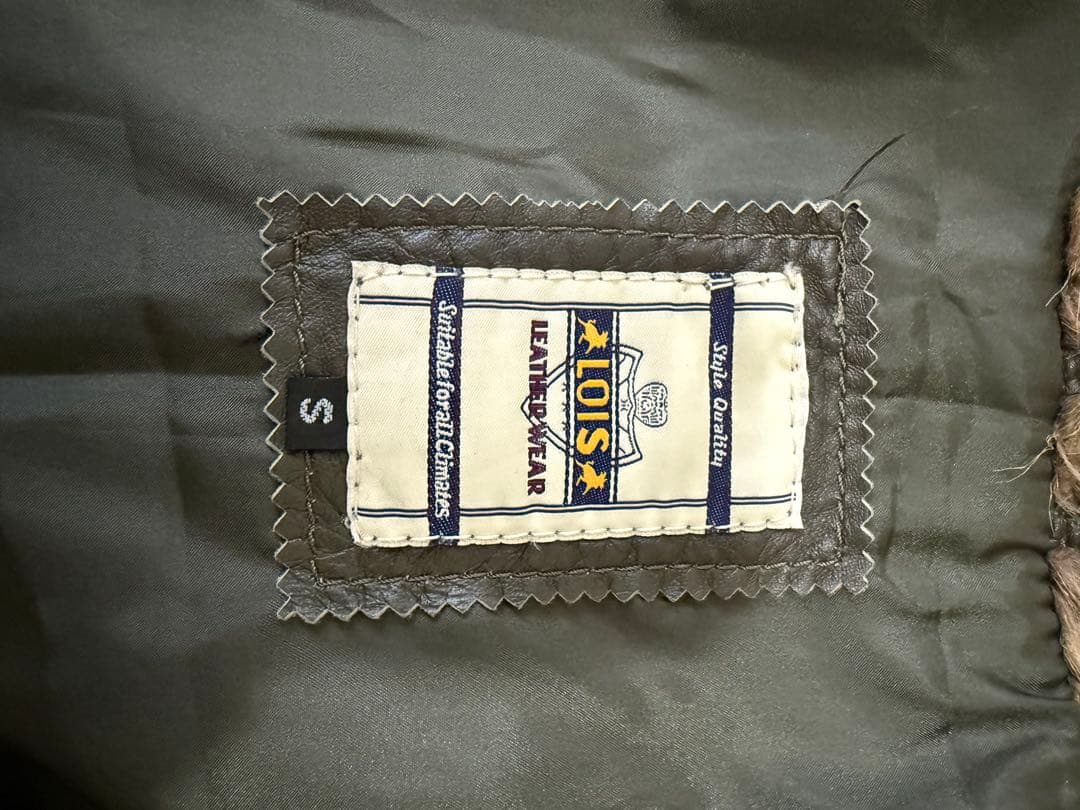 Style Quality
LOIS
LEATHER WEAR
Suitable for all Climates
S